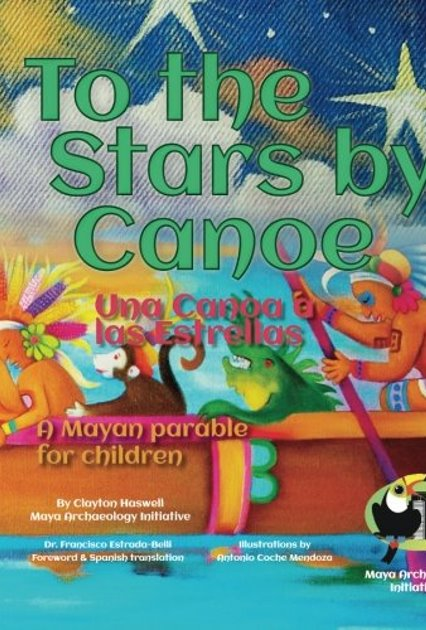 To the
Stars by
Canoe
Una Canoa a
las Estrellas
A Mayan parable
for children
By Clayton Haswell
Maya Archaeology Initiative
Dr. Francisco Estrada-Belli
Foreword & Spanish translation
Illustrations by
Antonio Coche Mendoza
Maya Arch
Initiati